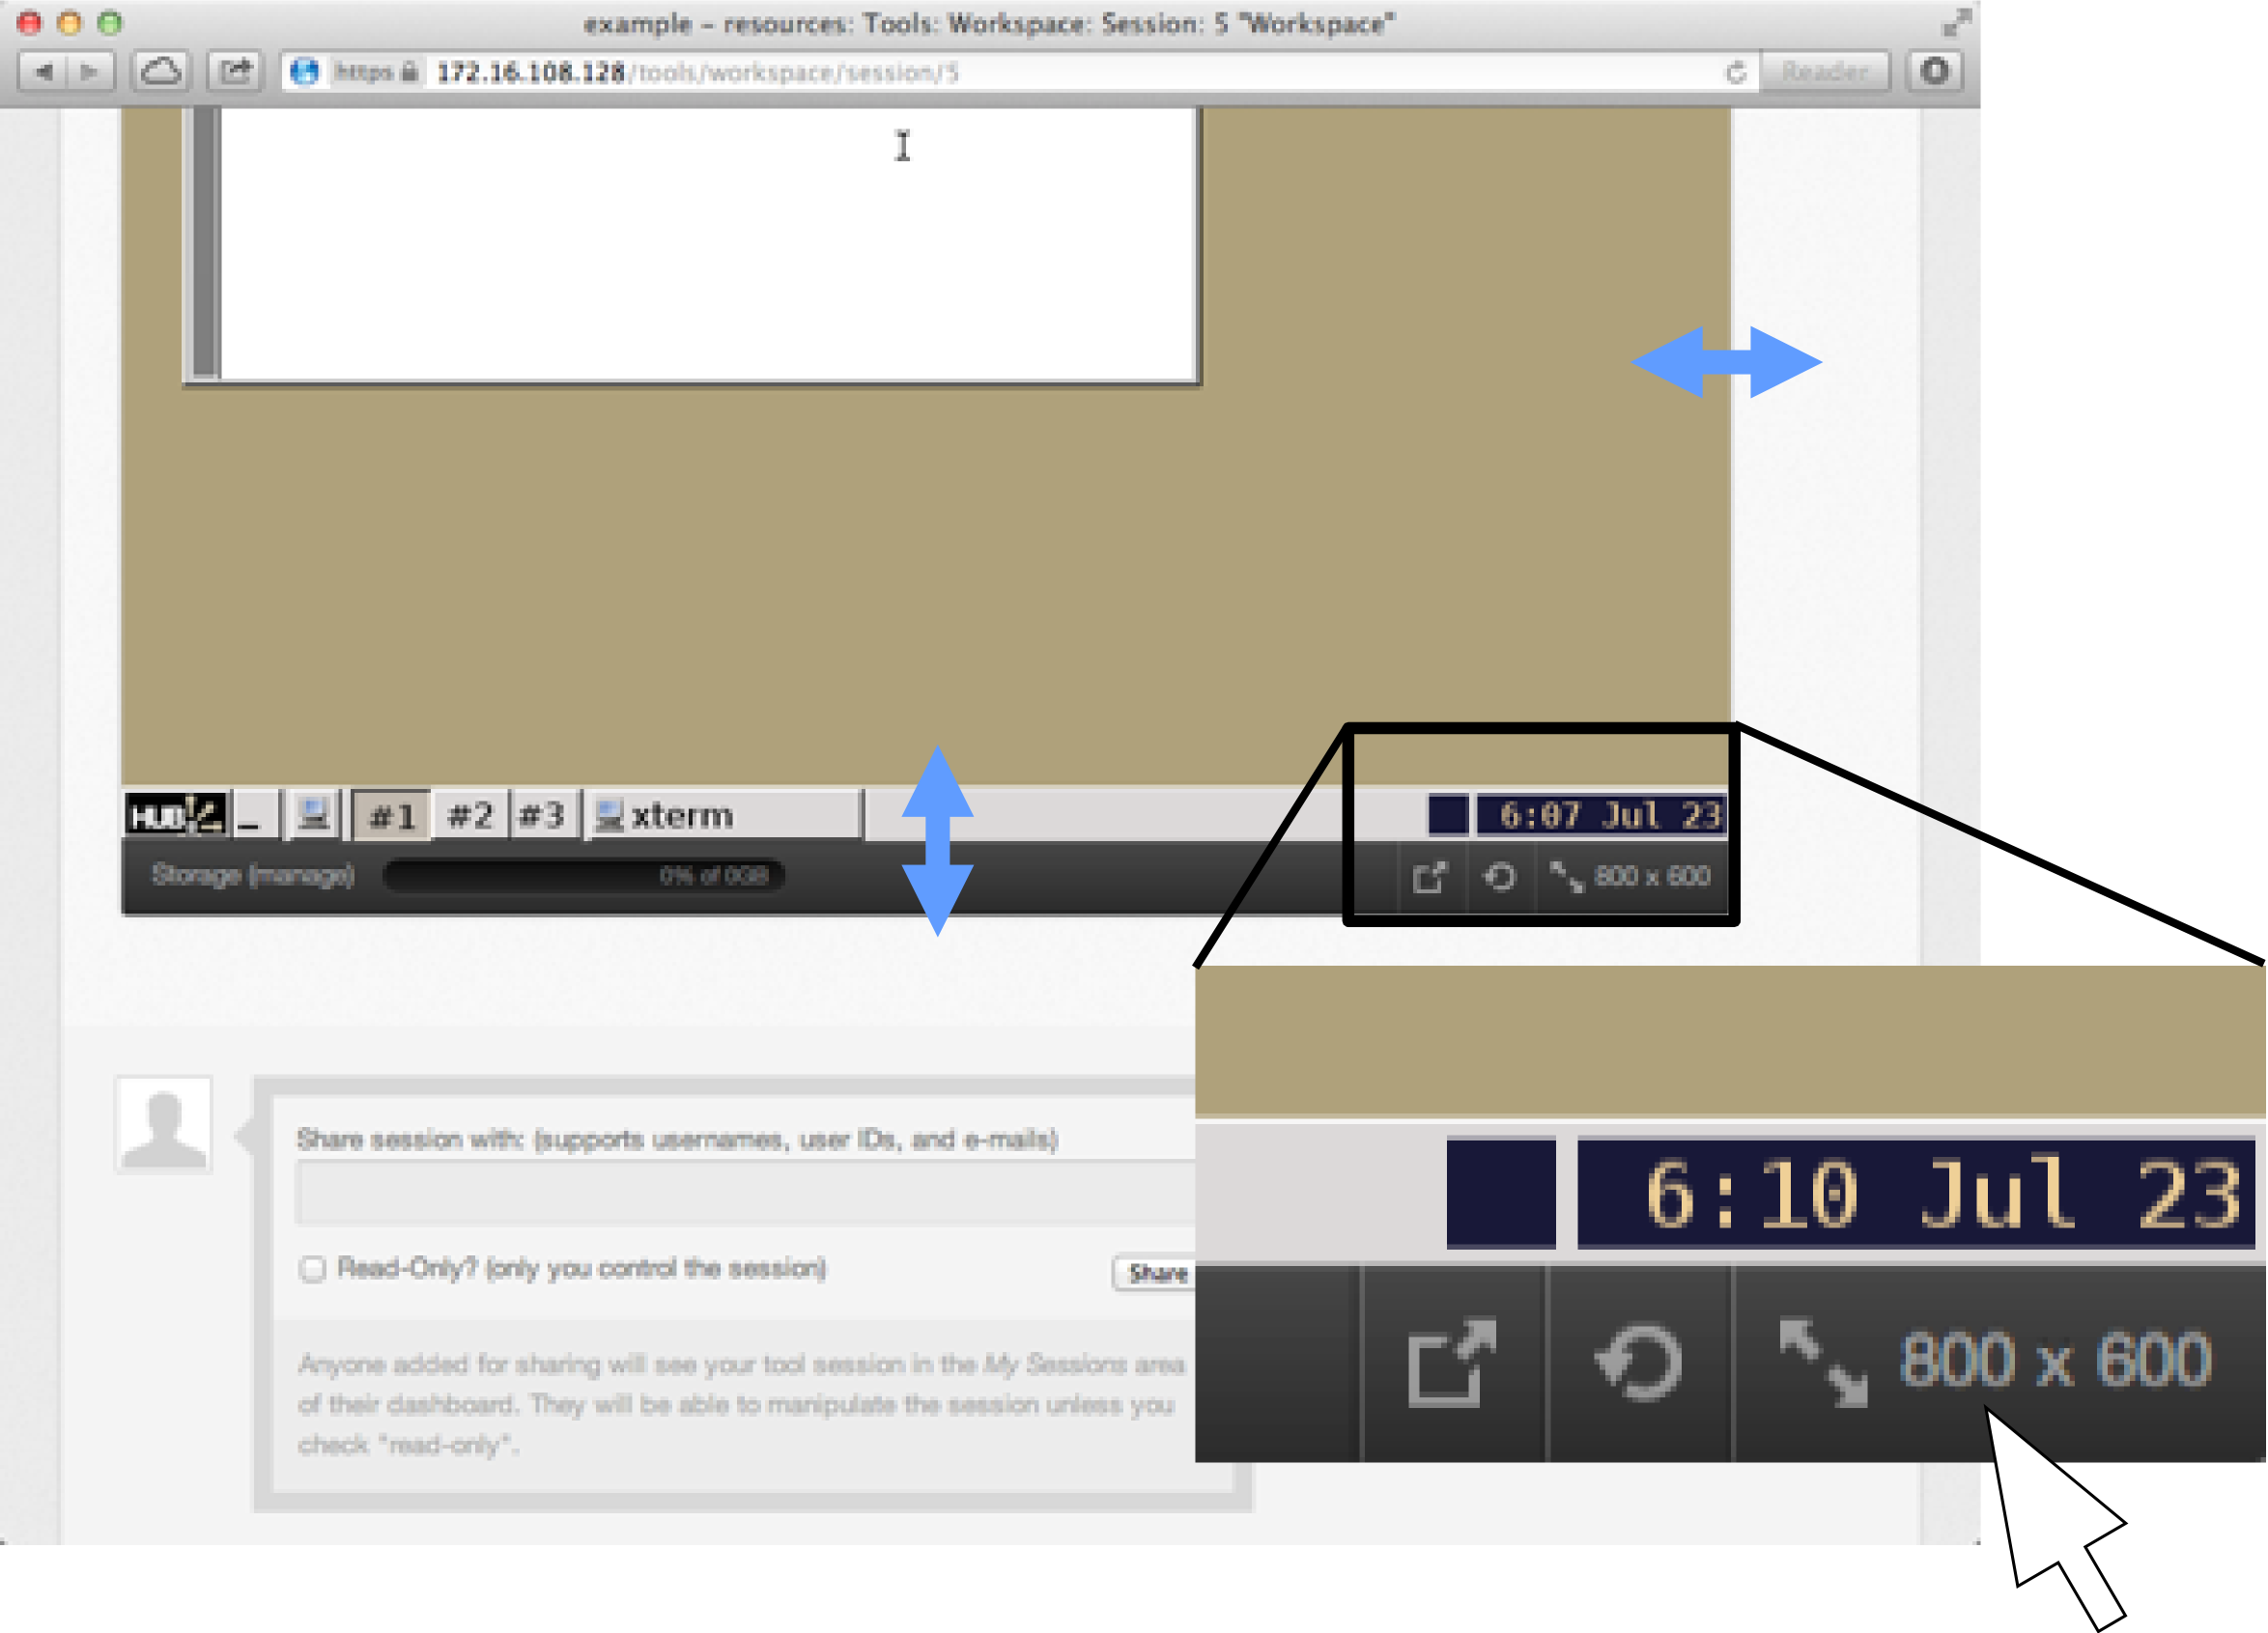 example – resources: Tools: Workspace: Session: 5 "Workspace"
https 172.16.108.128/tools/workspace/session/5
Reader
#1 #2 #3 xterm
6:07 Jul 23
Storage (manage)
0% of 0GB
800 x 600
6:10 Jul 23
800 x 600
Share session with: (supports usernames, user IDs, and e-mails)
Read-Only? (only you control the session)
Share
Anyone added for sharing will see your tool session in the My Sessions area
of their dashboard. They will be able to manipulate the session unless you
check "read-only".